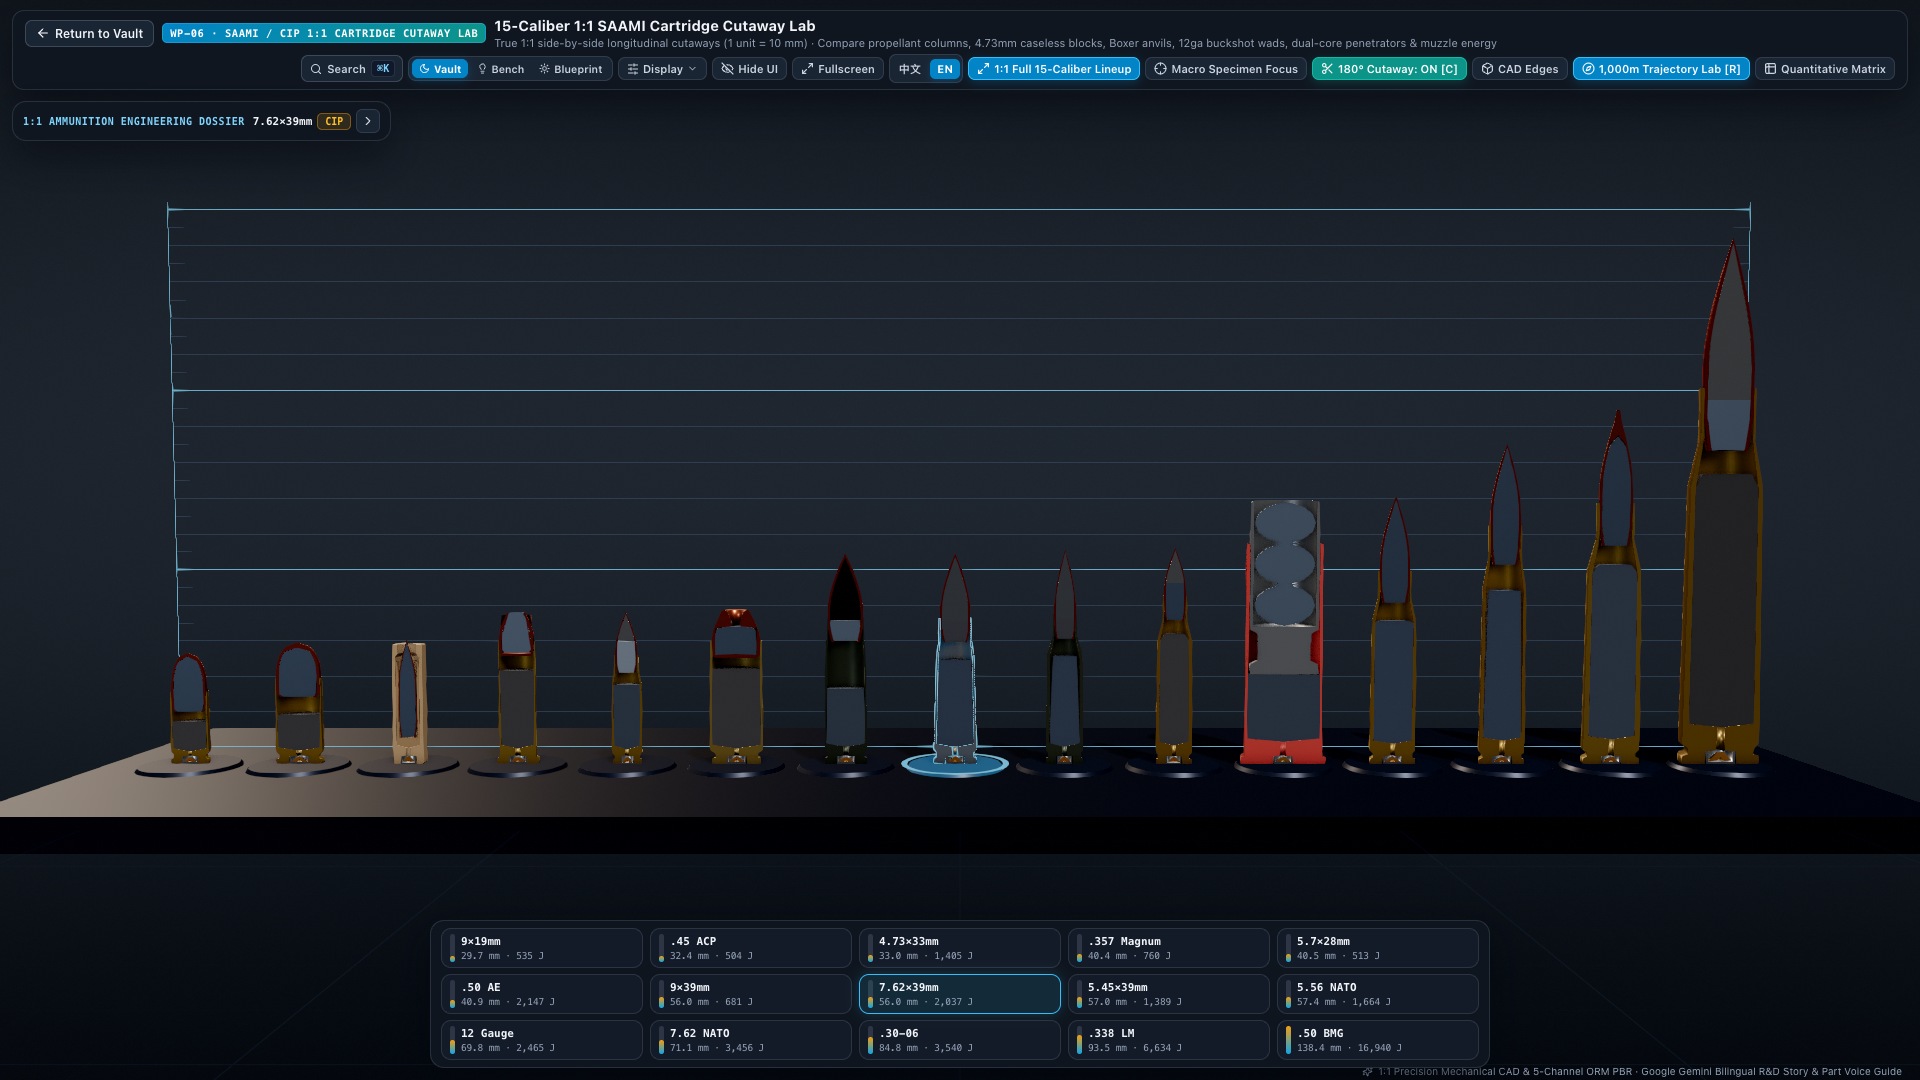 Return to Vault
WP-06 · SAAMI / CIP 1:1 CARTRIDGE CUTAWAY LAB
15-Caliber 1:1 SAAMI Cartridge Cutaway Lab
True 1:1 side-by-side longitudinal cutaways (1 unit = 10 mm) · Compare propellant columns, 4.73mm caseless blocks, Boxer anvils, 12ga buckshot wads, dual-core penetrators & muzzle energy
Search ⌘K Vault Bench Blueprint Display Hide UI Fullscreen 中文 EN 1:1 Full 15-Caliber Lineup Macro Specimen Focus 180° Cutaway: ON [C] CAD Edges 1,000m Trajectory Lab [R] Quantitative Matrix
1:1 AMMUNITION ENGINEERING DOSSIER 7.62×39mm CIP
9×19mm
29.7 mm · 535 J
.45 ACP
32.4 mm · 504 J
4.73×33mm
33.0 mm · 1,405 J
.357 Magnum
40.4 mm · 760 J
5.7×28mm
40.5 mm · 513 J
.50 AE
40.9 mm · 2,147 J
9×39mm
56.0 mm · 681 J
7.62×39mm
56.0 mm · 2,037 J
5.45×39mm
57.0 mm · 1,389 J
5.56 NATO
57.4 mm · 1,664 J
12 Gauge
69.8 mm · 2,465 J
7.62 NATO
71.1 mm · 3,456 J
.30-06
84.8 mm · 3,540 J
.338 LM
93.5 mm · 6,634 J
.50 BMG
138.4 mm · 16,940 J
1:1 Precision Mechanical CAD & 5-Channel ORM PBR · Google Gemini Bilingual R&D Story & Part Voice Guide